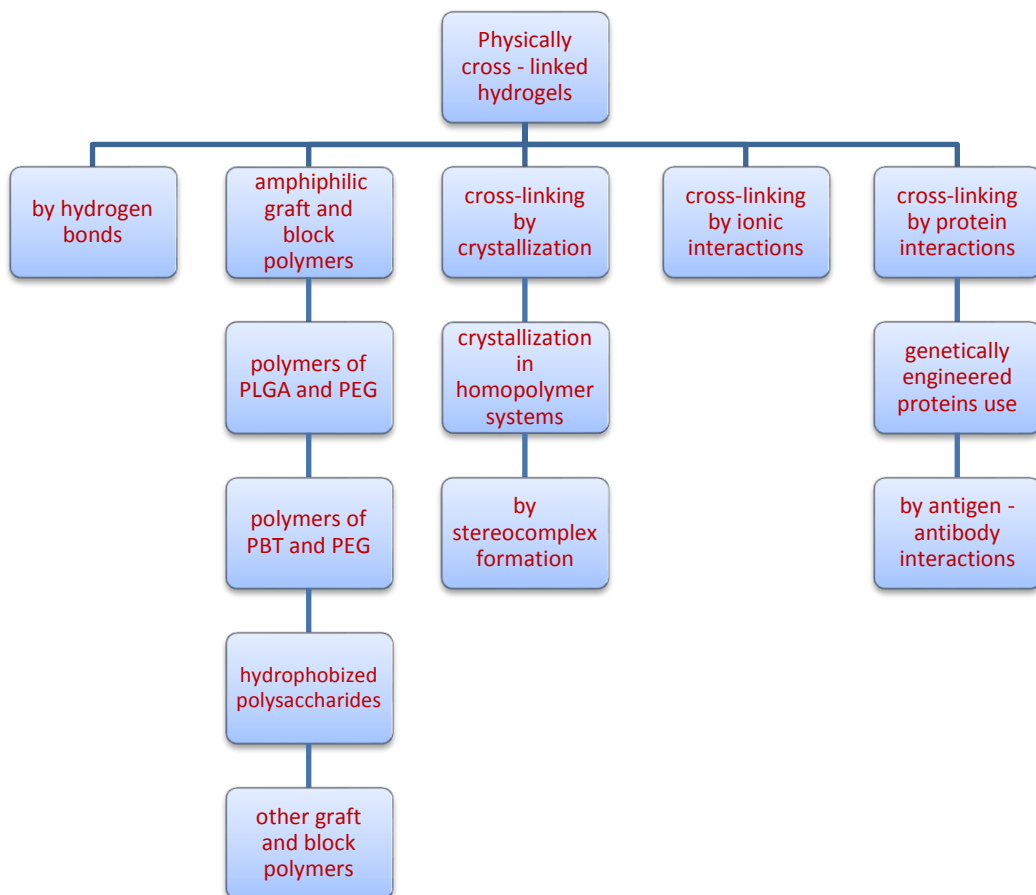 Physically
cross - linked
hydrogels
by hydrogen
bonds
amphiphilic
graft and
block
polymers
cross-linking
by
crystallization
cross-linking
by ionic
interactions
cross-linking
by protein
interactions
polymers of
PLGA and PEG
crystallization
in
homopolymer
systems
genetically
engineered
proteins use
polymers of
PBT and PEG
by
stereocomplex
formation
by antigen -
antibody
interactions
hydrophobized
polysaccharides
other graft
and block
polymers